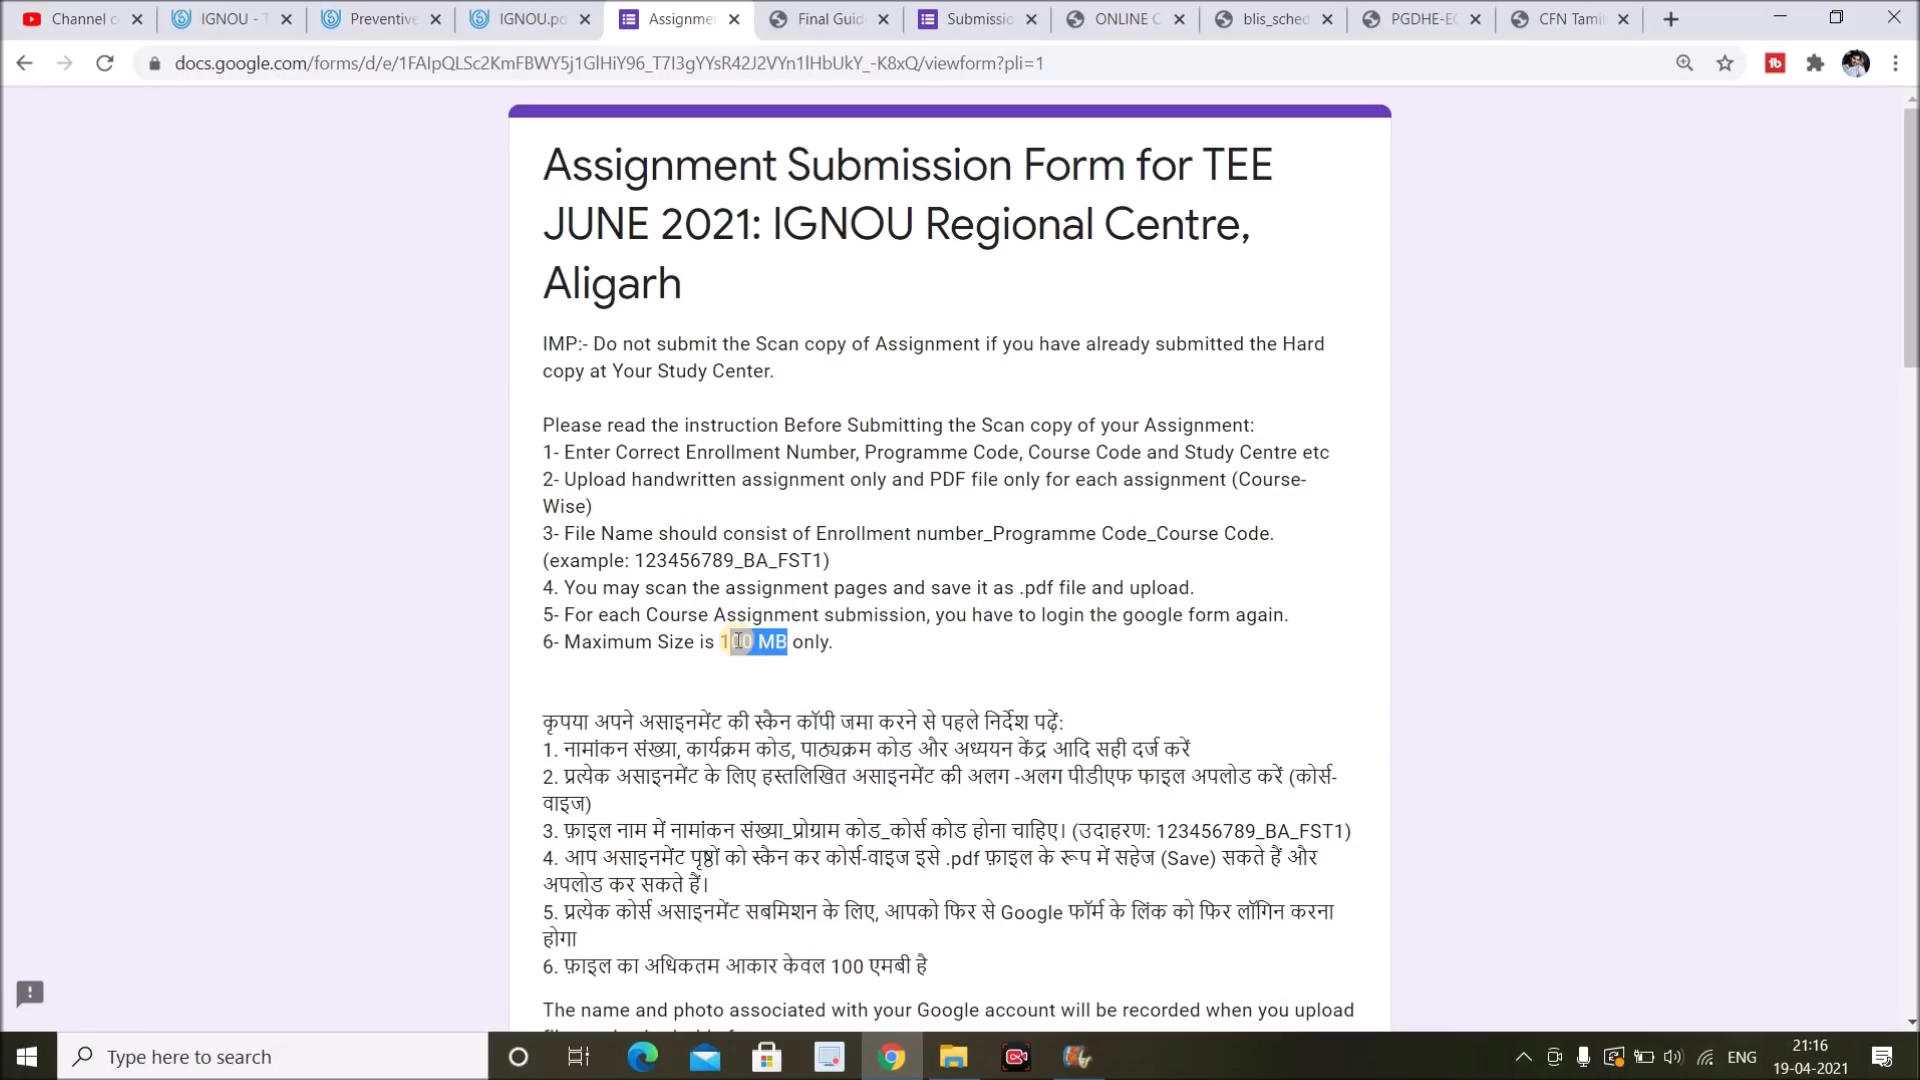 Channel c
IGNOU - T
Preventive
IGNOU.po
Assignmen
Final Guid
Submissio
ONLINE C
blis_sched
PGDHE-EC
CFN Tami
docs.google.com/forms/d/e/1FAIpQLSc2KmFBWY5j1GlHiY96_T7I3gYYsR42J2VYn1lHbUkY_-K8xQ/viewform?pli=1
Assignment Submission Form for TEE
JUNE 2021: IGNOU Regional Centre,
Aligarh
IMP:- Do not submit the Scan copy of Assignment if you have already submitted the Hard
copy at Your Study Center.
Please read the instruction Before Submitting the Scan copy of your Assignment:
1- Enter Correct Enrollment Number, Programme Code, Course Code and Study Centre etc
2- Upload handwritten assignment only and PDF file only for each assignment (Course-
Wise)
3- File Name should consist of Enrollment number_Programme Code_Course Code.
(example: 123456789_BA_FST1)
4. You may scan the assignment pages and save it as .pdf file and upload.
5- For each Course Assignment submission, you have to login the google form again.
6- Maximum Size is 100 MB only.
कृपया अपने असाइनमेंट की स्कैन कॉपी जमा करने से पहले निर्देश पढ़ें:
1. नामांकन संख्या, कार्यक्रम कोड, पाठ्यक्रम कोड और अध्ययन केंद्र आदि सही दर्ज करें
2. प्रत्येक असाइनमेंट के लिए हस्तलिखित असाइनमेंट की अलग -अलग पीडीएफ फाइल अपलोड करें (कोर्स-
वाइज)
3. फ़ाइल नाम में नामांकन संख्या_प्रोग्राम कोड_कोर्स कोड होना चाहिए। (उदाहरण: 123456789_BA_FST1)
4. आप असाइनमेंट पृष्ठों को स्कैन कर कोर्स-वाइज इसे .pdf फ़ाइल के रूप में सहेज (Save) सकते हैं और
अपलोड कर सकते हैं।
5. प्रत्येक कोर्स असाइनमेंट सबमिशन के लिए, आपको फिर से Google फॉर्म के लिंक को फिर लॉगिन करना
होगा
6. फ़ाइल का अधिकतम आकार केवल 100 एमबी है
The name and photo associated with your Google account will be recorded when you upload
Type here to search
ENG
21:16
19-04-2021